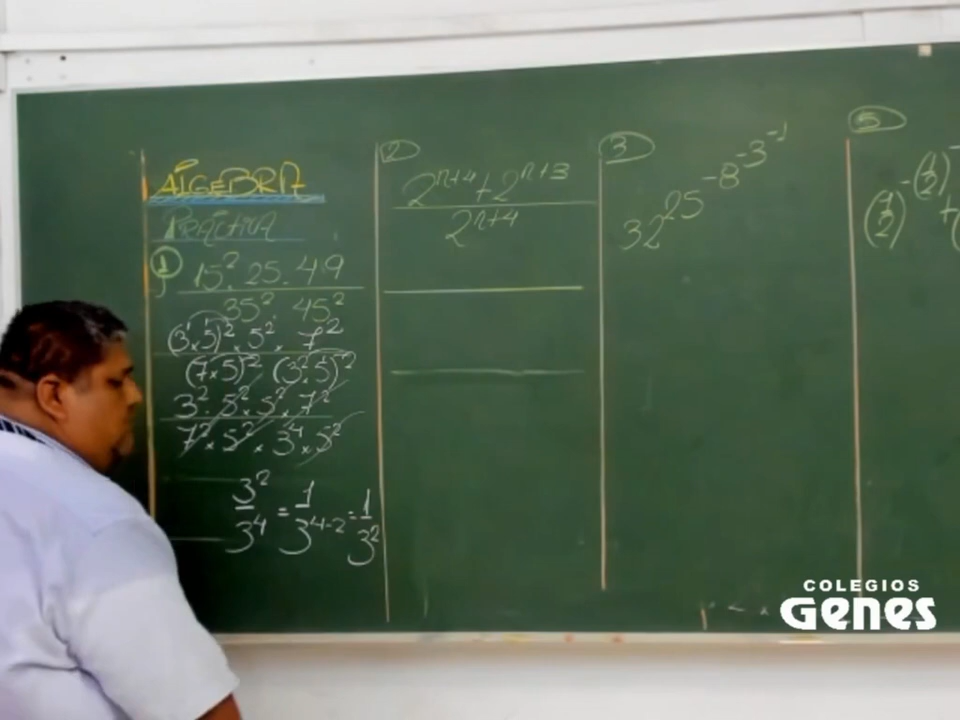 ALGEBRA
PRACTICA
1
15². 25. 49
35². 45²
(3×5)². 5². 7²
(7×5)² (3²×5)²
3². 5²×5². 7²
7²×5²×3⁴×5²
3²/3⁴ = 1/3⁴⁻² = 1/3²
2
2ⁿ⁺⁴+2ⁿ⁺³
2ⁿ⁺⁴
3
32^25^-8^-3^-1
5
COLEGIOS
Genes